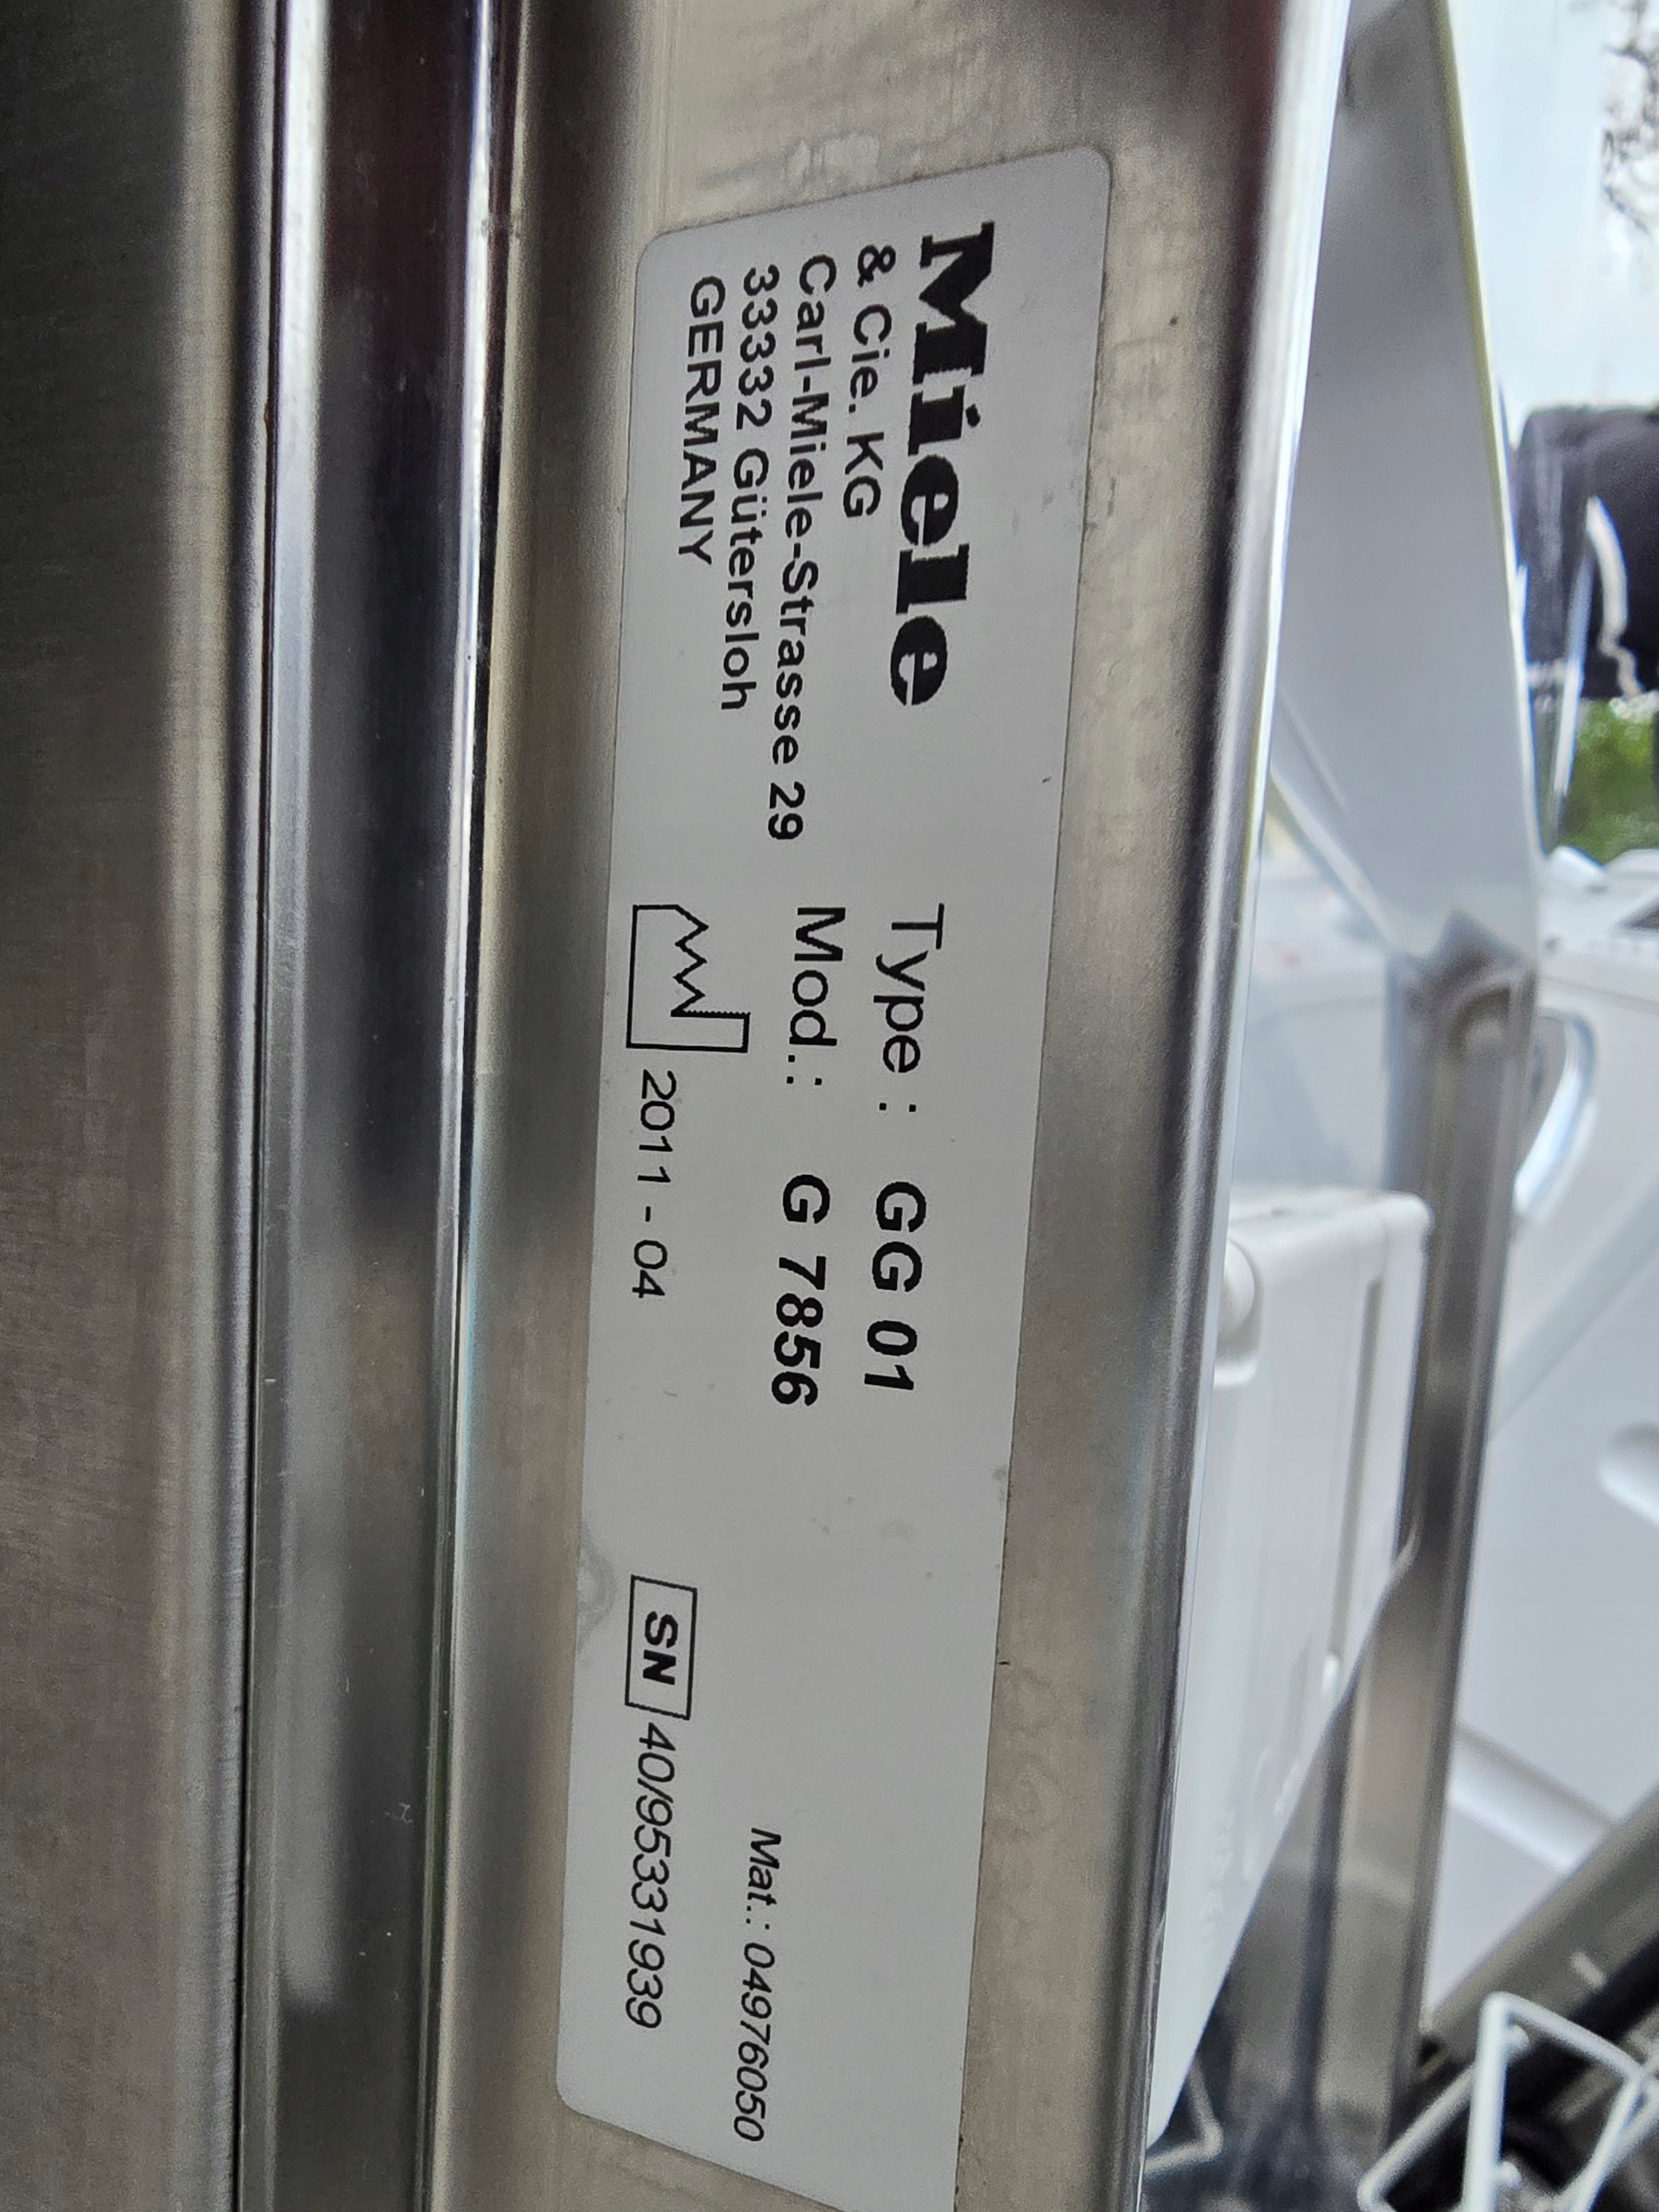 Miele
& Cie. KG
Carl-Miele-Strasse 29
33332 Gütersloh
GERMANY
Type : GG 01
Mod.: G 7856
2011 - 04
Mat.: 04976050
SN 40/95331939